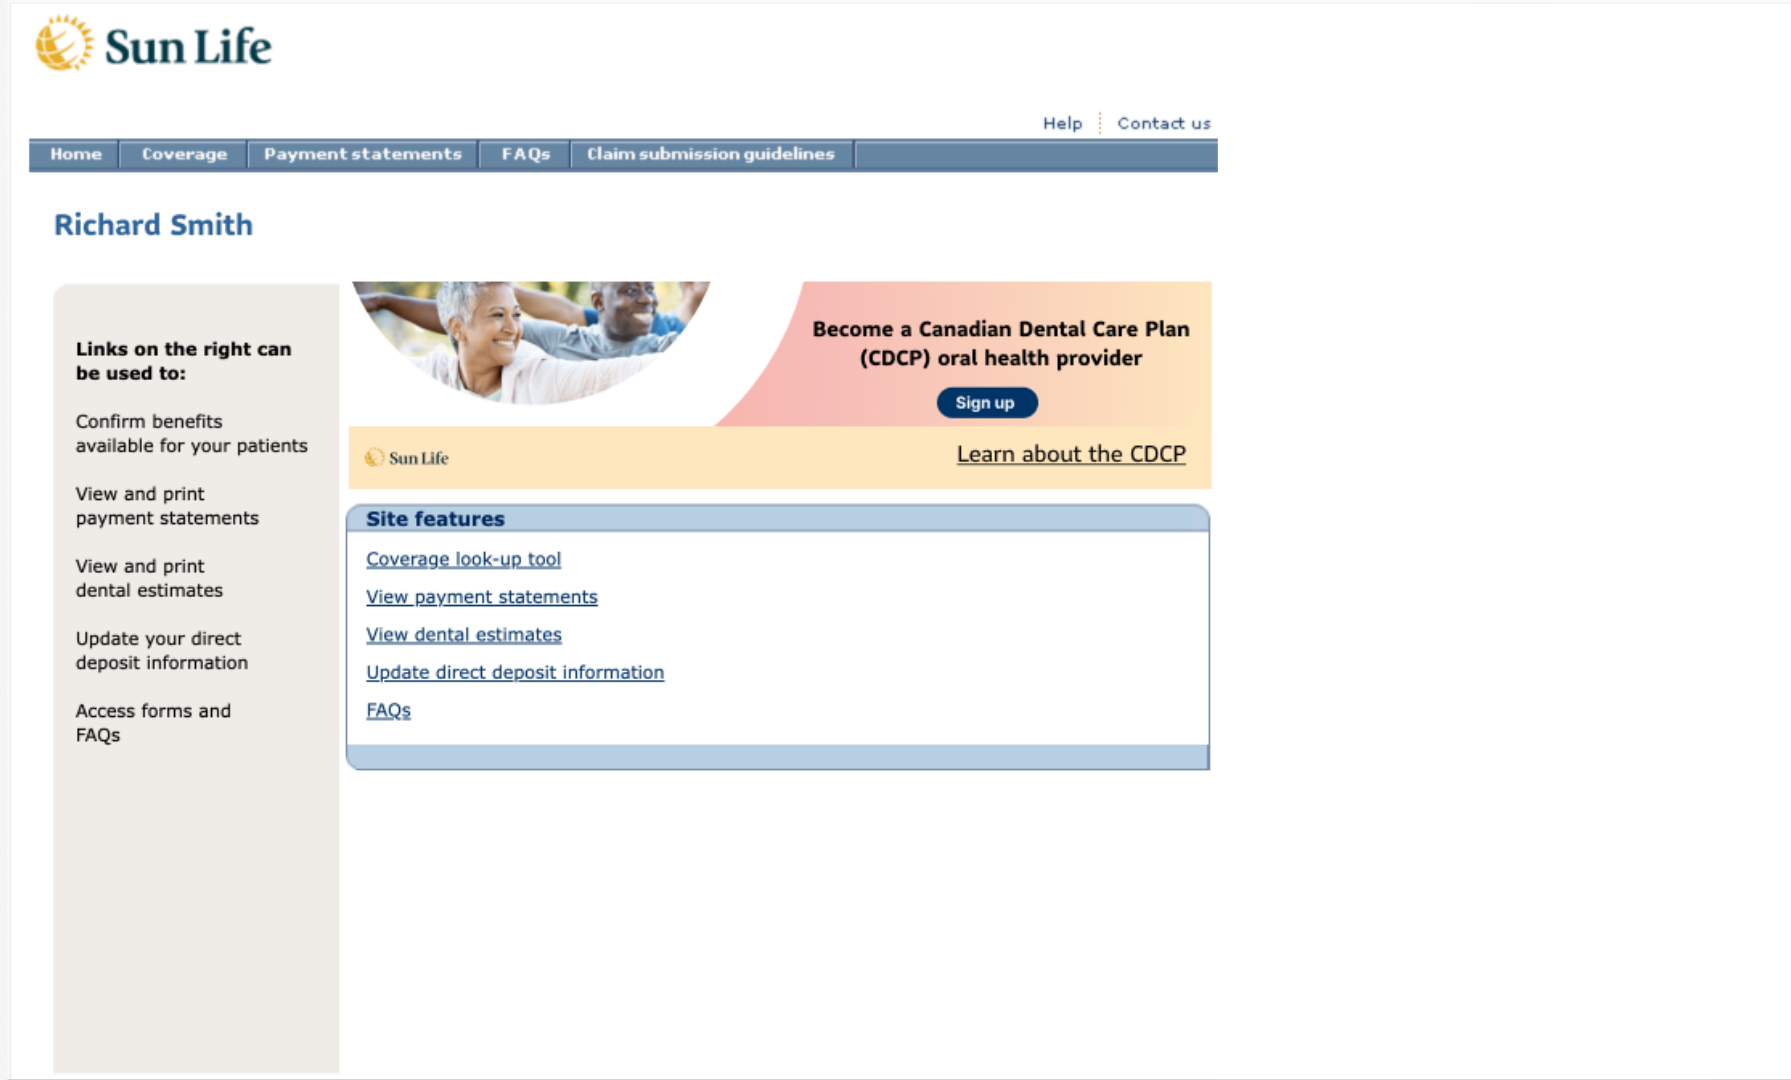 Sun Life
Help
Contact us
Home
Coverage
Payment statements
FAQs
Claim submission guidelines
Richard Smith
Links on the right can
be used to:
Confirm benefits
available for your patients
View and print
payment statements
View and print
dental estimates
Update your direct
deposit information
Access forms and
FAQs
Become a Canadian Dental Care Plan
(CDCP) oral health provider
Sign up
Sun Life
Learn about the CDCP
Site features
Coverage look-up tool
View payment statements
View dental estimates
Update direct deposit information
FAQs